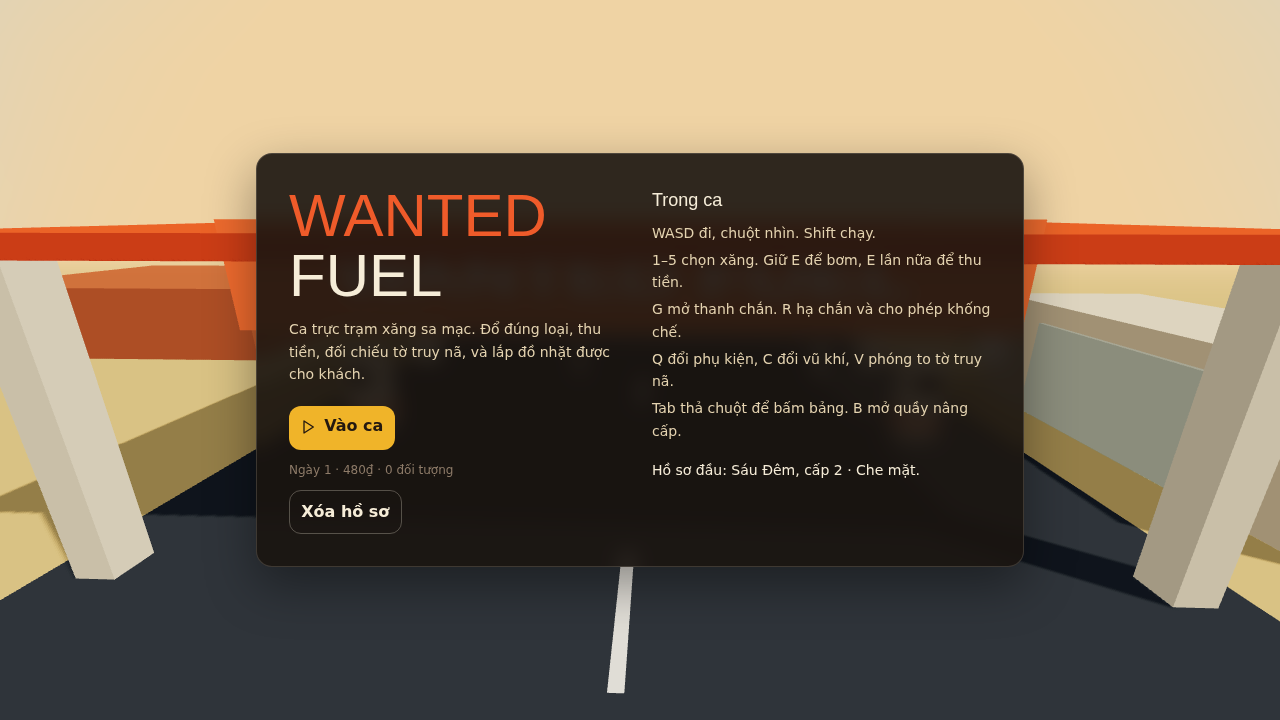 WANTED
FUEL
Ca trực trạm xăng sa mạc. Đổ đúng loại, thu
tiền, đối chiếu tờ truy nã, và lắp đồ nhặt được
cho khách.
Vào ca
Ngày 1 · 480₫ · 0 đối tượng
Xóa hồ sơ
Trong ca
WASD đi, chuột nhìn. Shift chạy.
1–5 chọn xăng. Giữ E để bơm, E lần nữa để thu
tiền.
G mở thanh chắn. R hạ chắn và cho phép khống
chế.
Q đổi phụ kiện, C đổi vũ khí, V phóng to tờ truy
nã.
Tab thả chuột để bấm bảng. B mở quầy nâng
cấp.
Hồ sơ đầu: Sáu Đêm, cấp 2 · Che mặt.